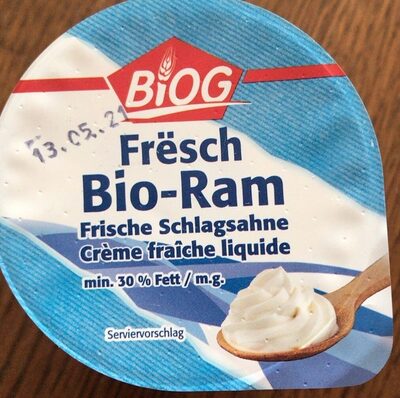 BiOG
13.05.21
Frësch
Bio-Ram
Frische Schlagsahne
Crème fraîche liquide
min. 30 % Fett / m.g.
Serviervorschlag